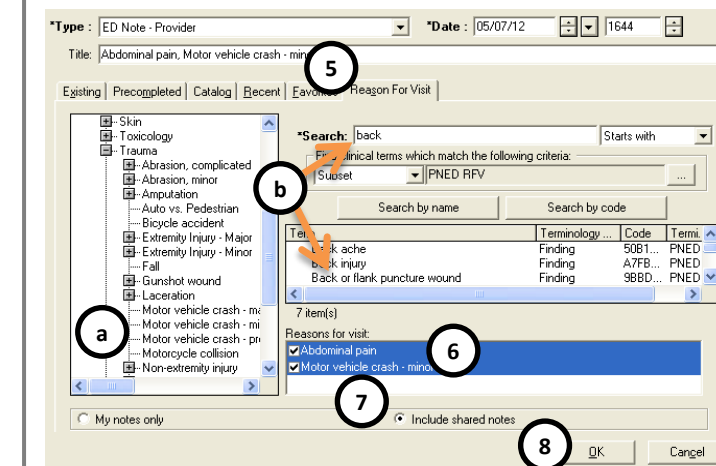 *Type : ED Note - Provider *Date : 05/07/12 1644
Title: Abdominal pain, Motor vehicle crash - min
5
Existing Precompleted Catalog Recent Favorite Reason For Visit
Skin
Toxicology
Trauma
Abrasion, complicated
Abrasion, minor
Amputation
Auto vs. Pedestrian
Bicycle accident
Extremity Injury - Major
Extremity Injury - Minor
Fall
Gunshot wound
Laceration
Motor vehicle crash - ma
Motor vehicle crash - mi
Motor vehicle crash - pr
Motorcycle collision
Non-extremity injury
a
*Search: back Starts with
Find clinical terms which match the following criteria:
b
Subset PNED RFV ...
Search by name Search by code
Term Terminology ... Code Termi.
Back ache Finding 50B1... PNED
Back injury Finding A7FB... PNED
Back or flank puncture wound Finding 9BBD... PNED
7 item(s)
Reasons for visit:
Abdominal pain
6
Motor vehicle crash - minor
7
My notes only Include shared notes
8
OK Cancel